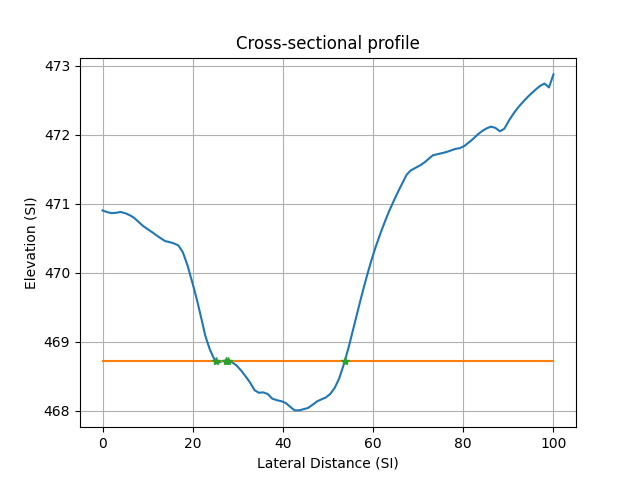 Cross-sectional profile
473
472
471
470
469
468
Elevation (SI)
0 20 40 60 80 100
Lateral Distance (SI)